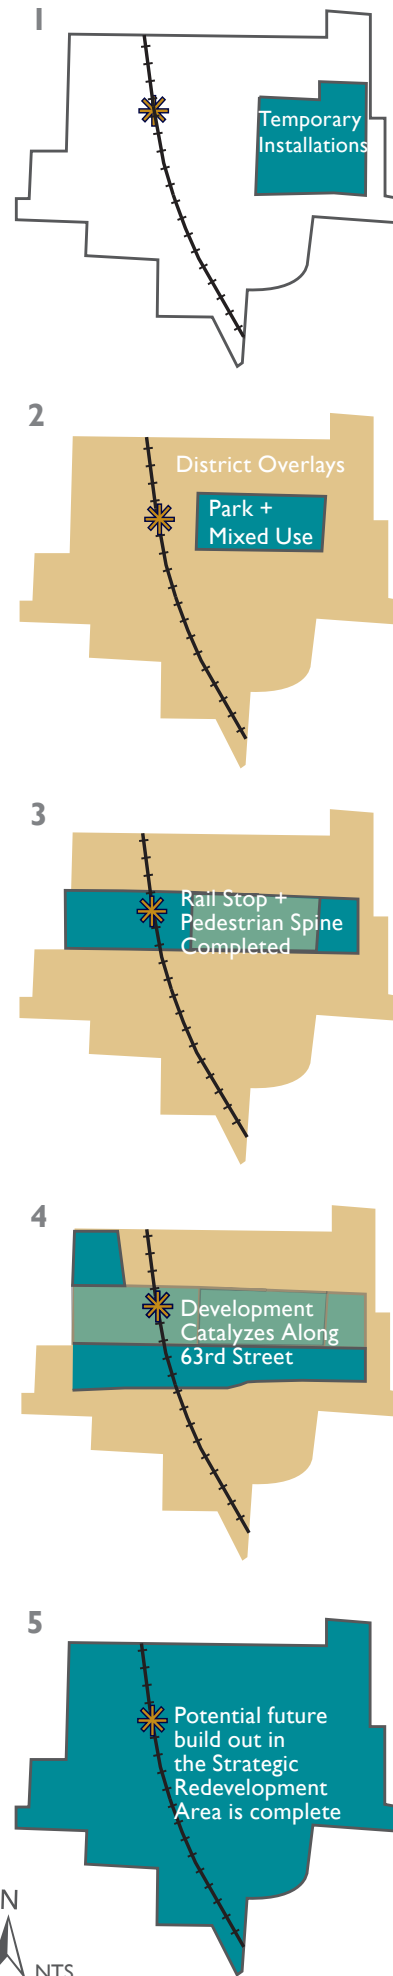 1
Temporary
Installations
2
District Overlays
Park +
Mixed Use
3
Rail Stop +
Pedestrian Spine
Completed
4
Development
Catalyzes Along
63rd Street
5
Potential future
build out in
the Strategic
Redevelopment
Area is complete
N
NTS